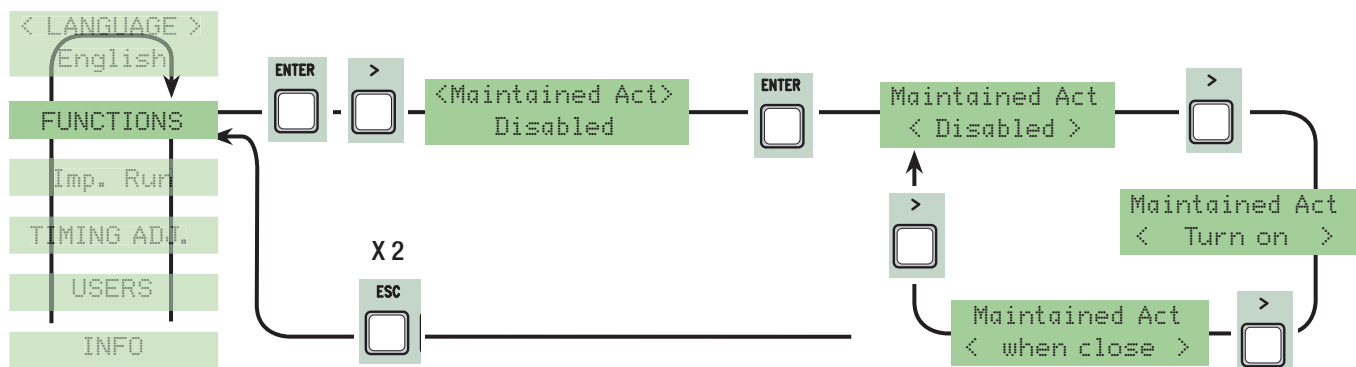 < LANGUAGE >
English
FUNCTIONS
Imp. Run
TIMING ADJ.
USERS
INFO
ENTER
>
<Maintained Act>
Disabled
ENTER
Maintained Act
< Disabled >
>
Maintained Act
< Turn on >
>
Maintained Act
< when close >
>
X 2
ESC